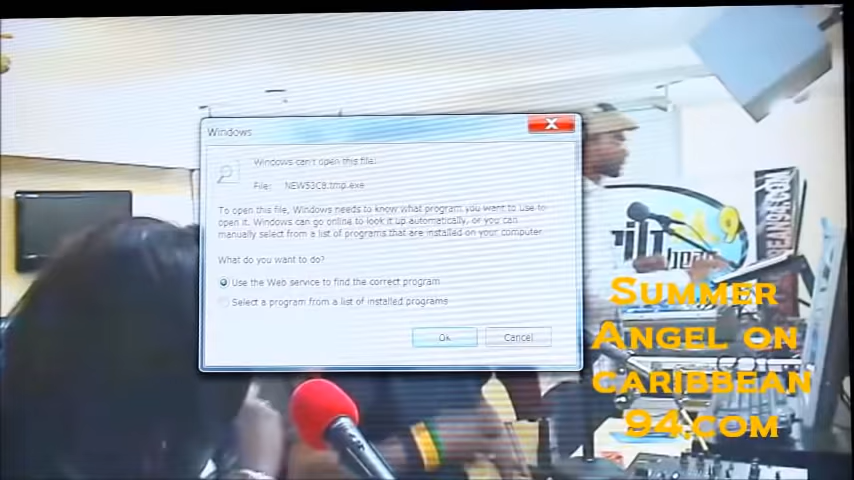 Windows
Windows can't open this file:
File: NEW53C8.tmp.exe
To open this file, Windows needs to know what program you want to use to
open it. Windows can go online to look it up automatically, or you can
manually select from a list of programs that are installed on your computer.
What do you want to do?
Use the Web service to find the correct program
Select a program from a list of installed programs
Ok
Cancel
94.9
Summer
Angel on
caribbean
94.com